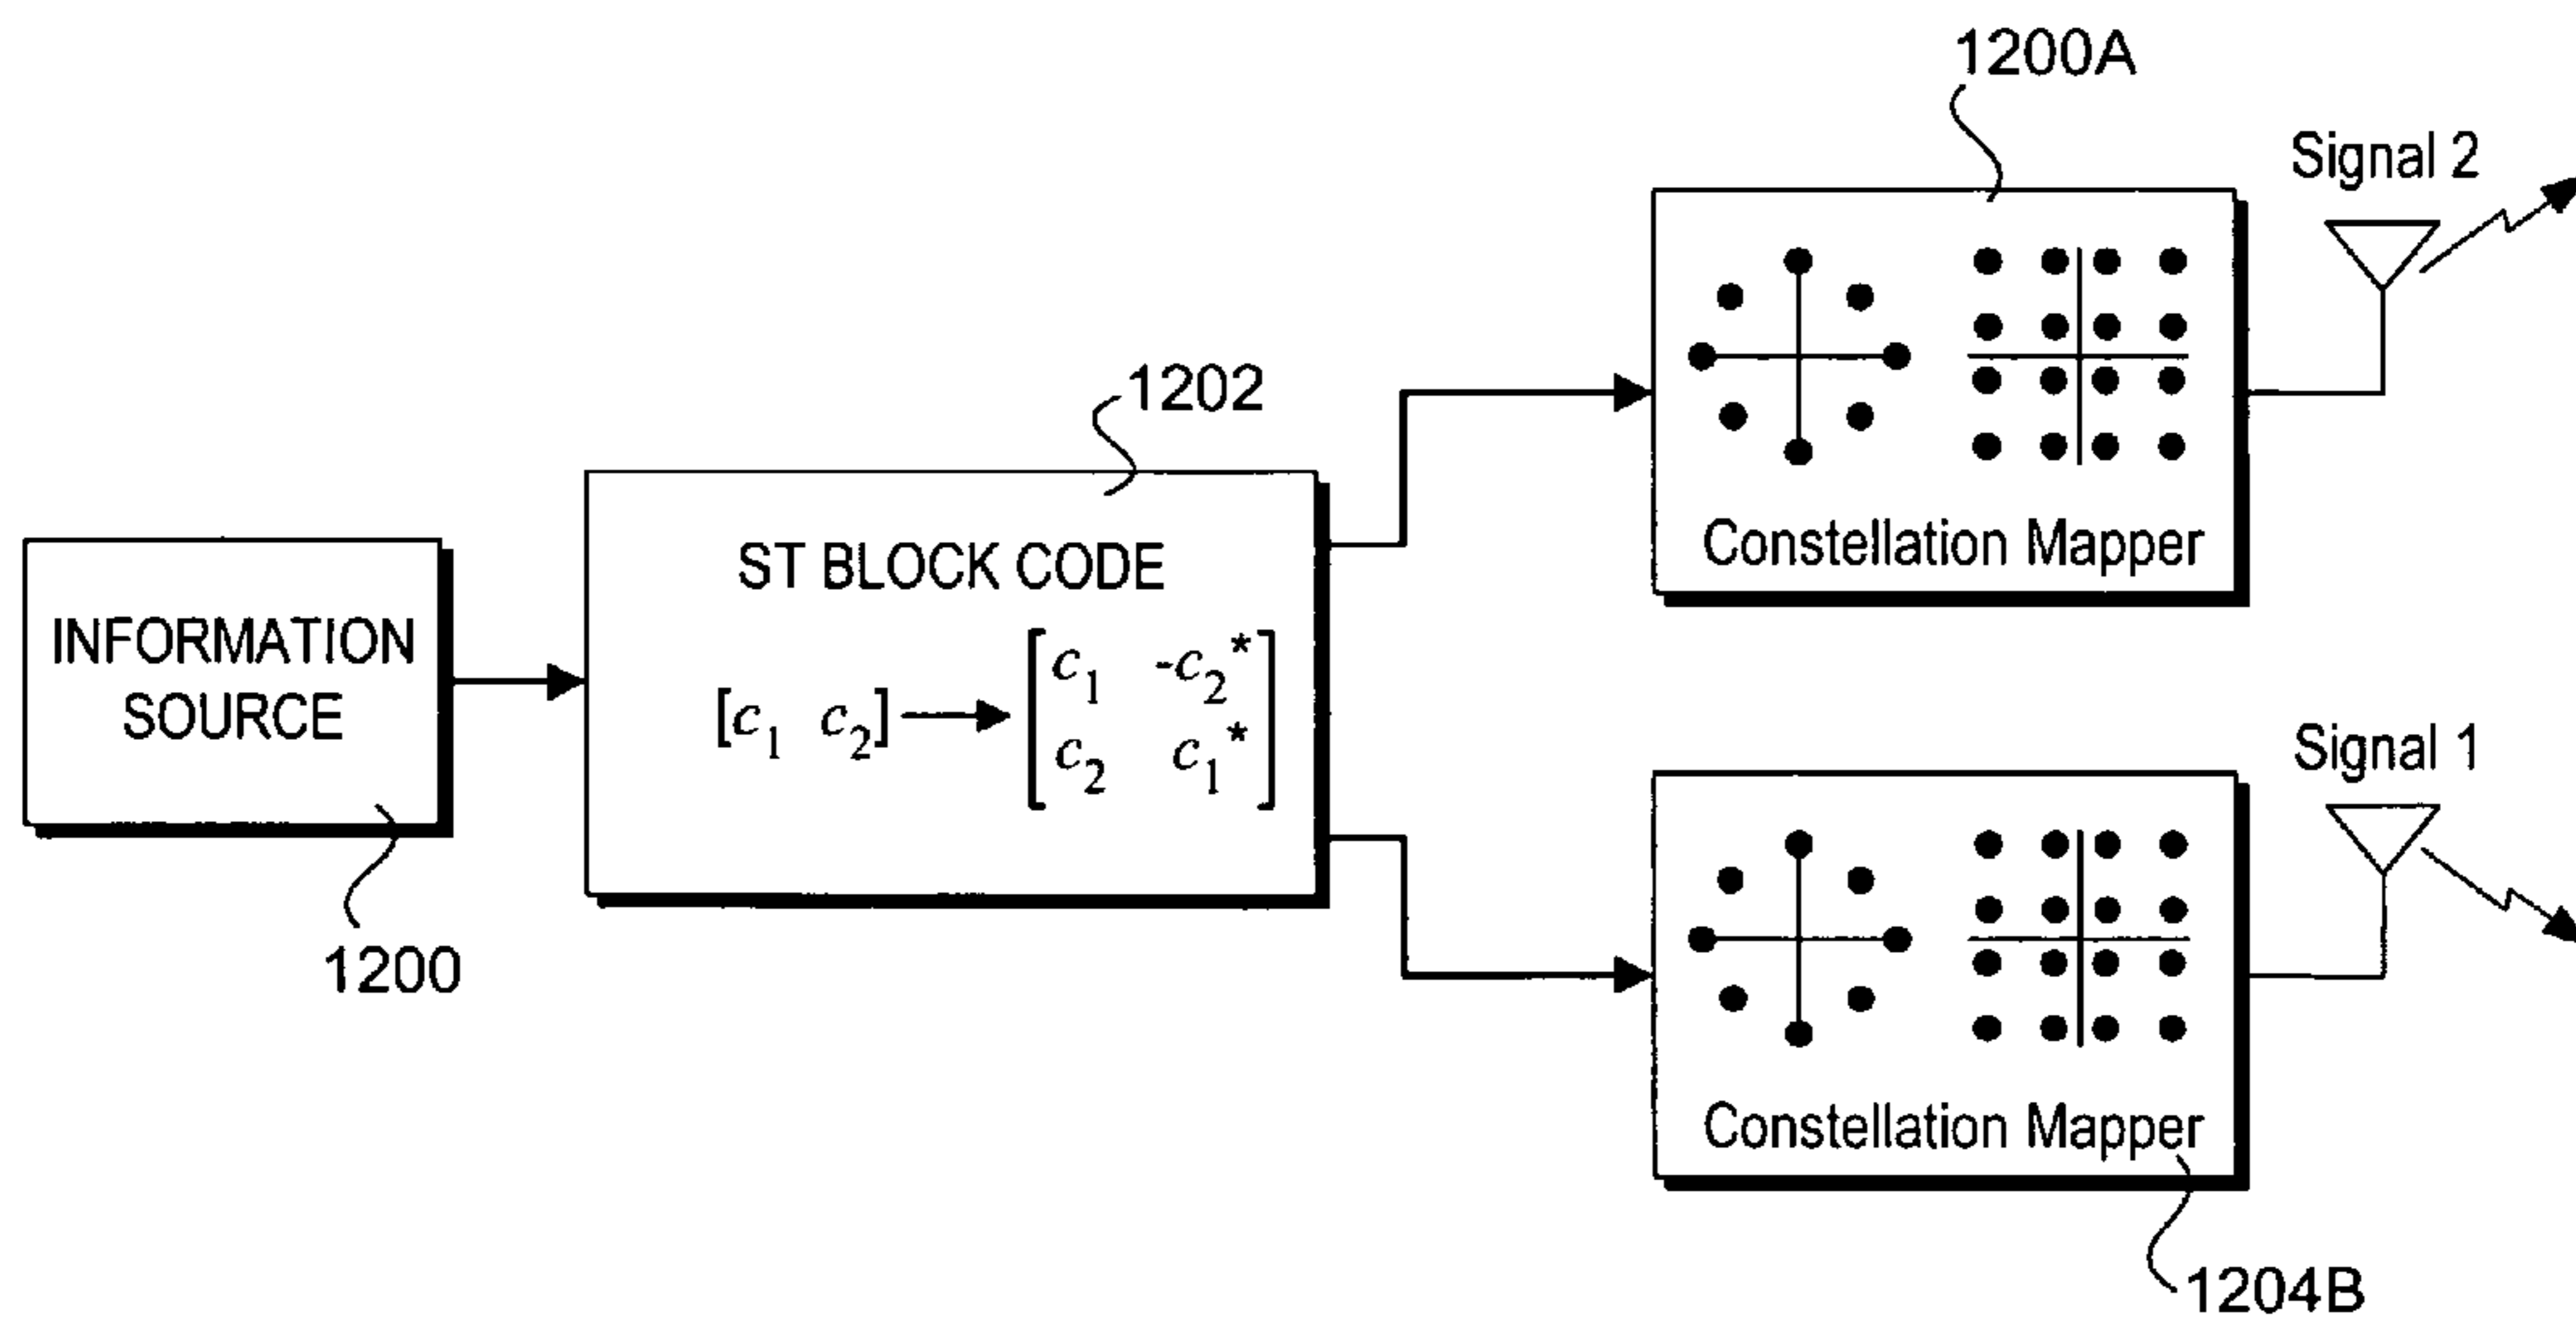 1200A
Signal 2
Constellation Mapper
1202
ST BLOCK CODE
[c₁ c₂] → [c₁ -c₂*
c₂ c₁*]
INFORMATION
SOURCE
1200
Signal 1
Constellation Mapper
1204B